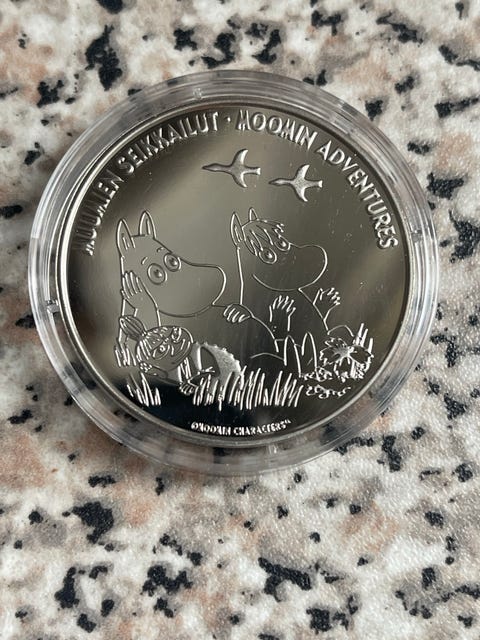 MUUMIEN SEIKKAILUT · MOOMIN ADVENTURES
©MOOMIN CHARACTERS™